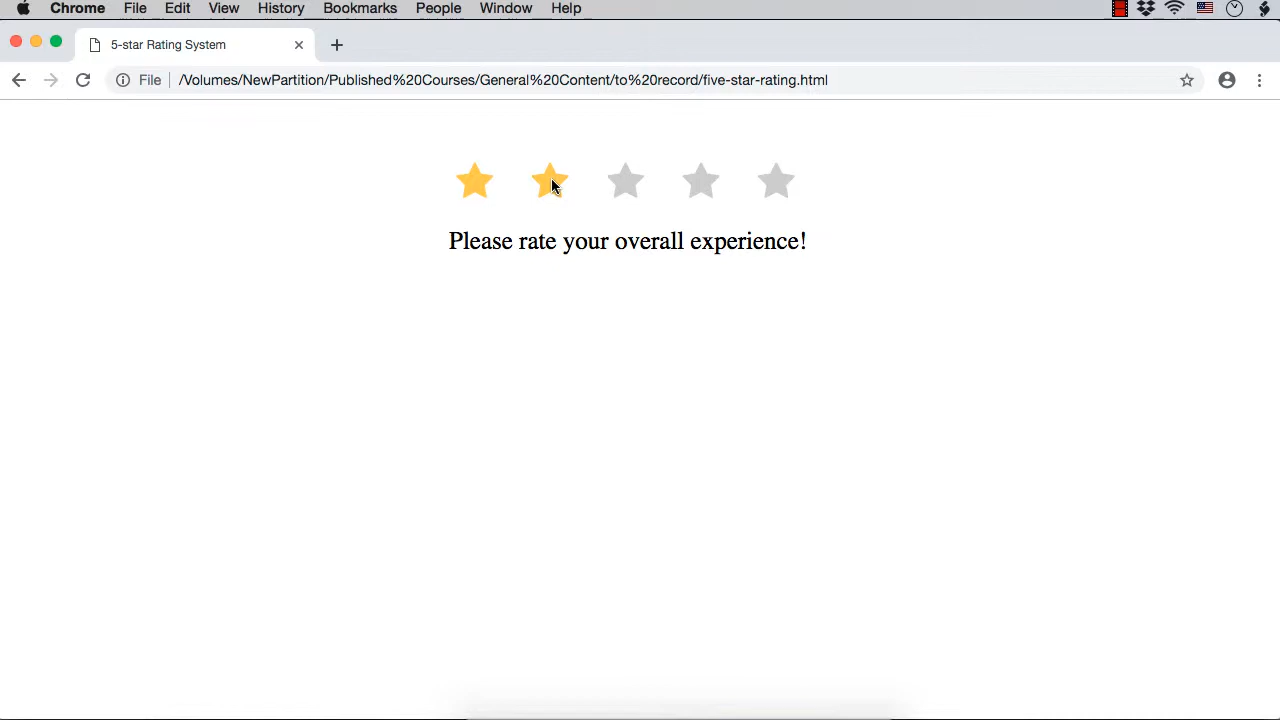 Chrome File Edit View History Bookmarks People Window Help
5-star Rating System
File /Volumes/NewPartition/Published%20Courses/General%20Content/to%20record/five-star-rating.html
Please rate your overall experience!